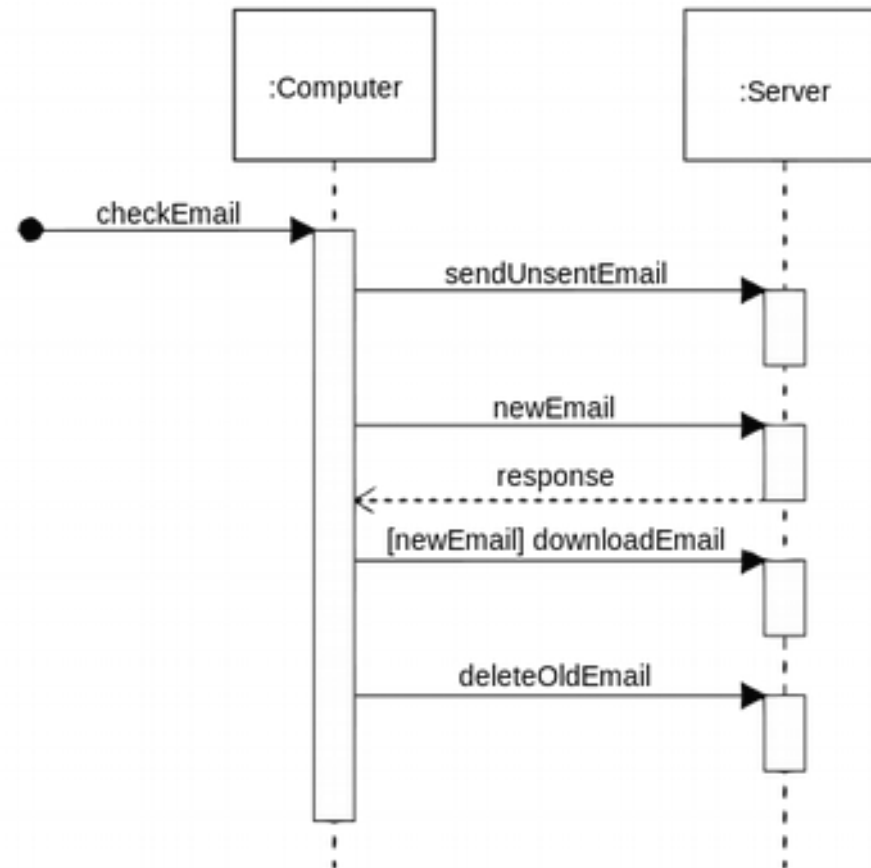 :Computer
:Server
checkEmail
sendUnsentEmail
newEmail
response
[newEmail] downloadEmail
deleteOldEmail